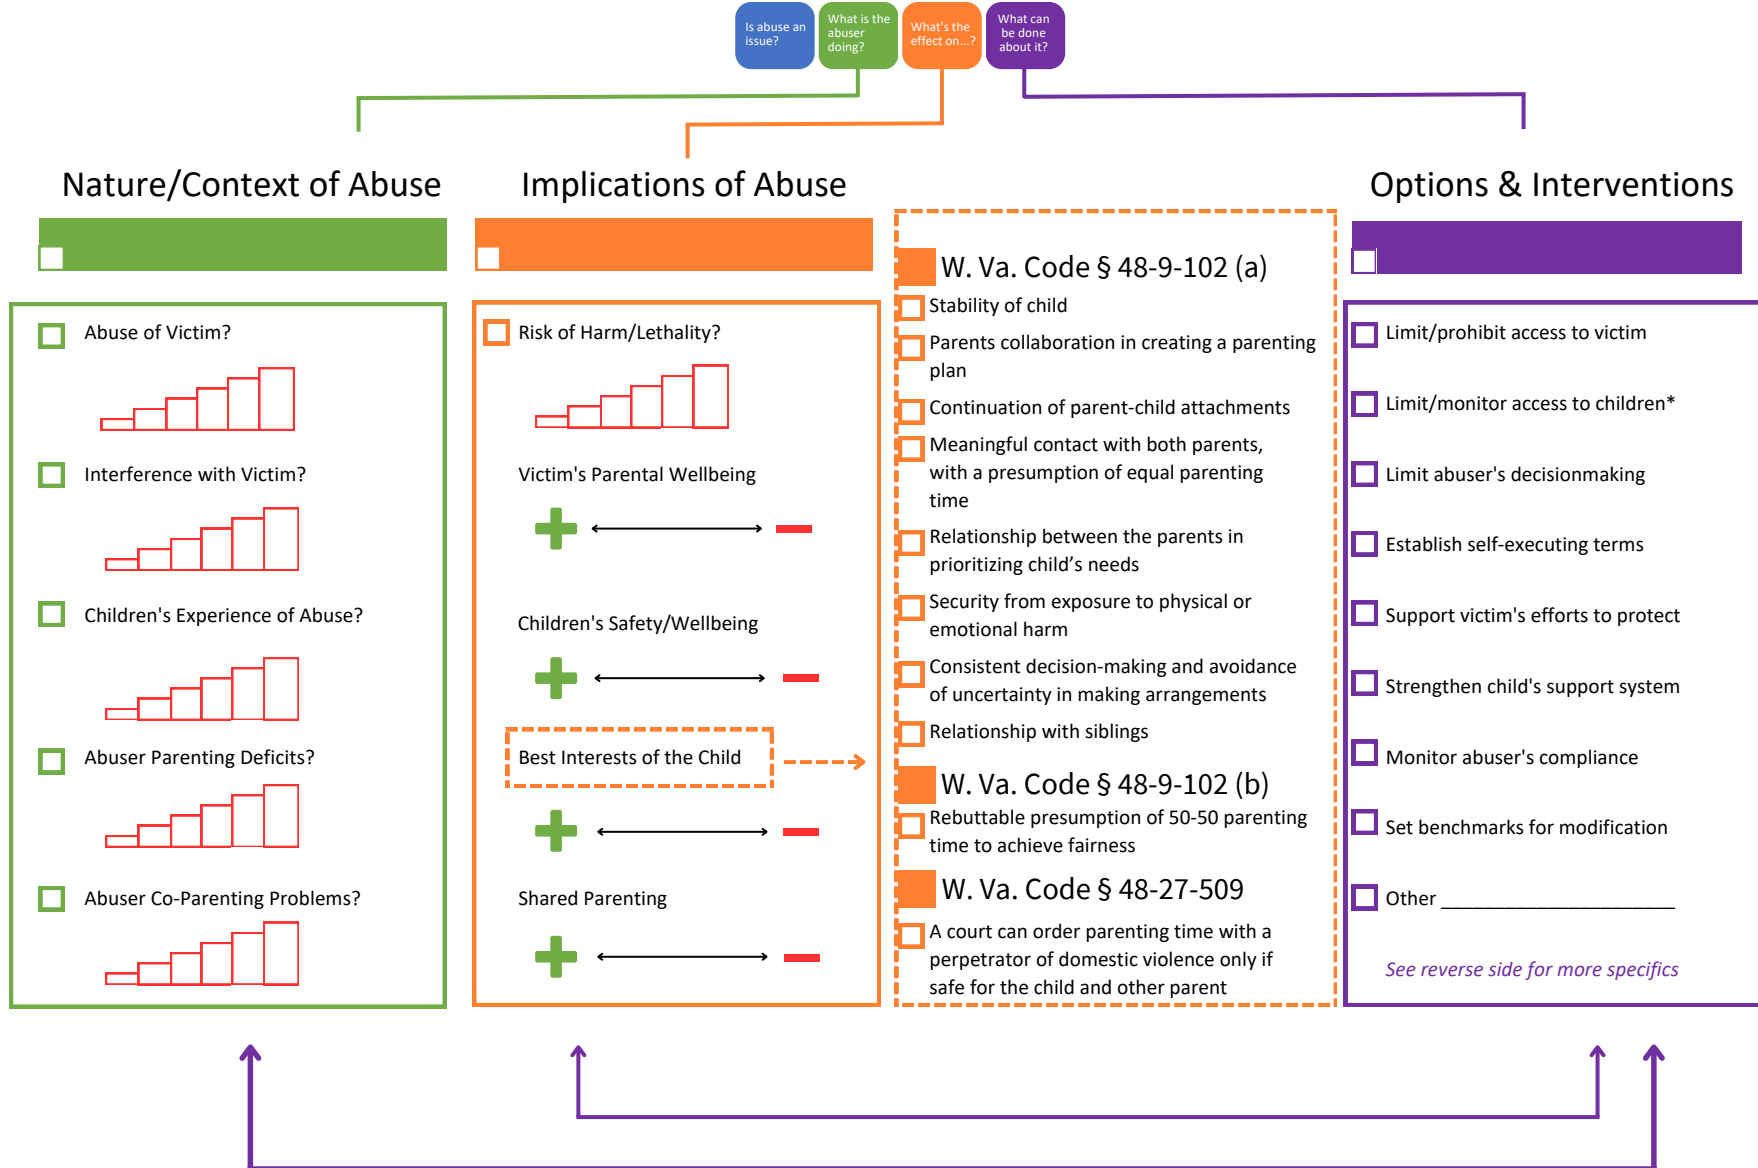 Is abuse an
issue?
What is the
abuser
doing?
What's the
effect on...?
What can
be done
about it?
Nature/Context of Abuse
Abuse of Victim?
Interference with Victim?
Children's Experience of Abuse?
Abuser Parenting Deficits?
Abuser Co-Parenting Problems?
Implications of Abuse
Risk of Harm/Lethality?
Victim's Parental Wellbeing
Children's Safety/Wellbeing
Best Interests of the Child
Shared Parenting
W. Va. Code § 48-9-102 (a)
Stability of child
Parents collaboration in creating a parenting
plan
Continuation of parent-child attachments
Meaningful contact with both parents,
with a presumption of equal parenting
time
Relationship between the parents in
prioritizing child’s needs
Security from exposure to physical or
emotional harm
Consistent decision-making and avoidance
of uncertainty in making arrangements
Relationship with siblings
W. Va. Code § 48-9-102 (b)
Rebuttable presumption of 50-50 parenting
time to achieve fairness
W. Va. Code § 48-27-509
A court can order parenting time with a
perpetrator of domestic violence only if
safe for the child and other parent
Options & Interventions
Limit/prohibit access to victim
Limit/monitor access to children*
Limit abuser's decisionmaking
Establish self-executing terms
Support victim's efforts to protect
Strengthen child's support system
Monitor abuser's compliance
Set benchmarks for modification
Other ______________________
See reverse side for more specifics